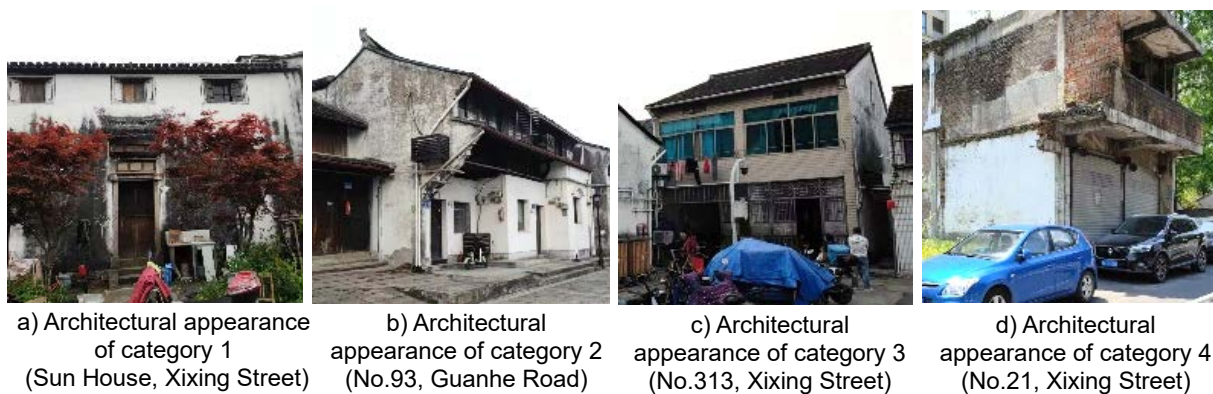 a) Architectural appearance
of category 1
(Sun House, Xixing Street)
b) Architectural
appearance of category 2
(No.93, Guanhe Road)
c) Architectural
appearance of category 3
(No.313, Xixing Street)
d) Architectural
appearance of category 4
(No.21, Xixing Street)